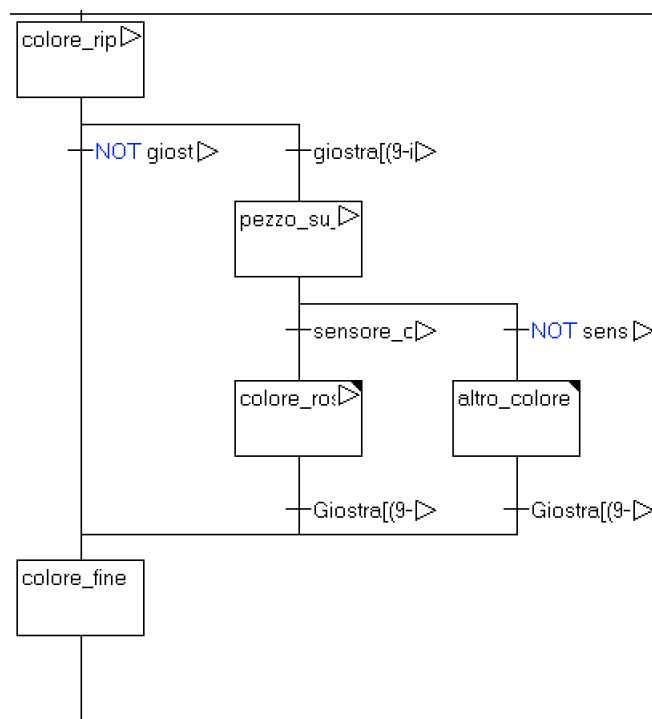 colore_rip
NOT giost
giostra[(9-i
pezzo_su_
sensore_c
NOT sens
colore_ros
altro_colore
Giostra[(9-
Giostra[(9-
colore_fine